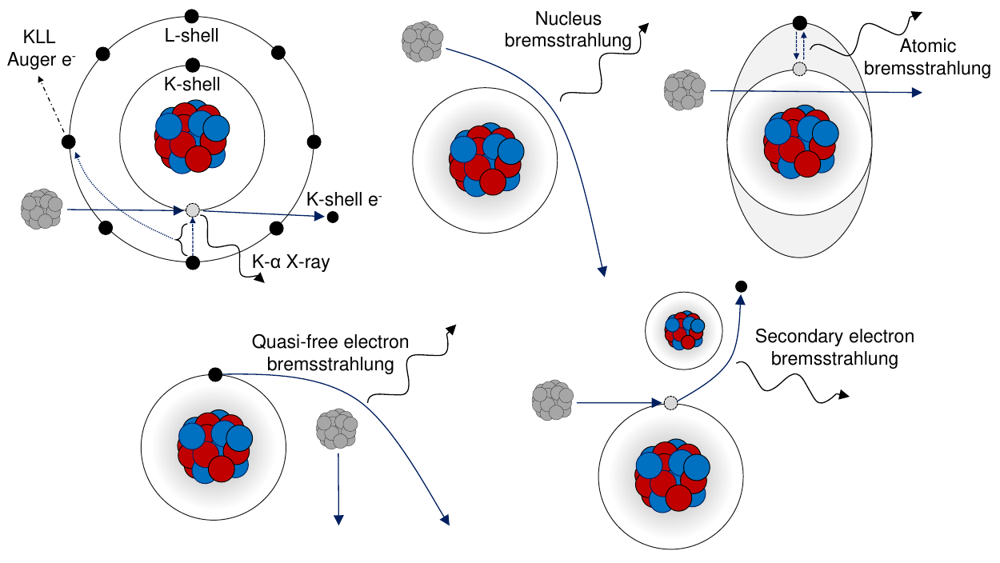 KLL
Auger e-
L-shell
K-shell
K-shell e-
K-α X-ray
Nucleus
bremsstrahlung
Atomic
bremsstrahlung
Quasi-free electron
bremsstrahlung
Secondary electron
bremsstrahlung